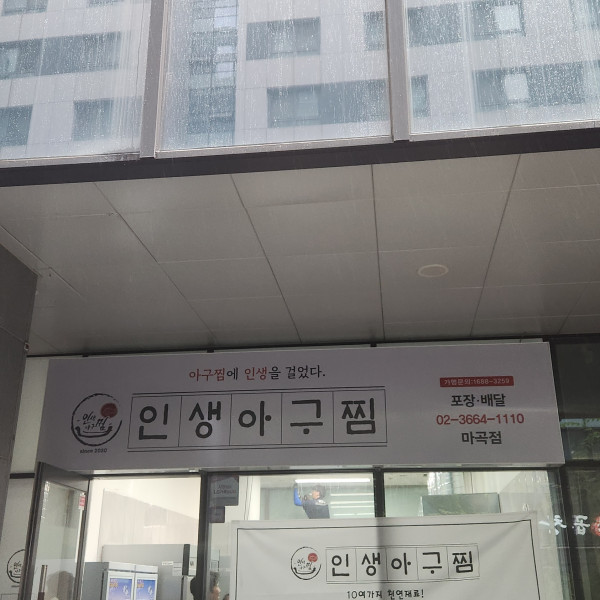 아구찜에 인생을 걸었다.
인생아구찜
since 2002
가맹문의:1688-3259
포장·배달
02-3664-1110
마곡점
인생아구찜
10여가지 천연재료!